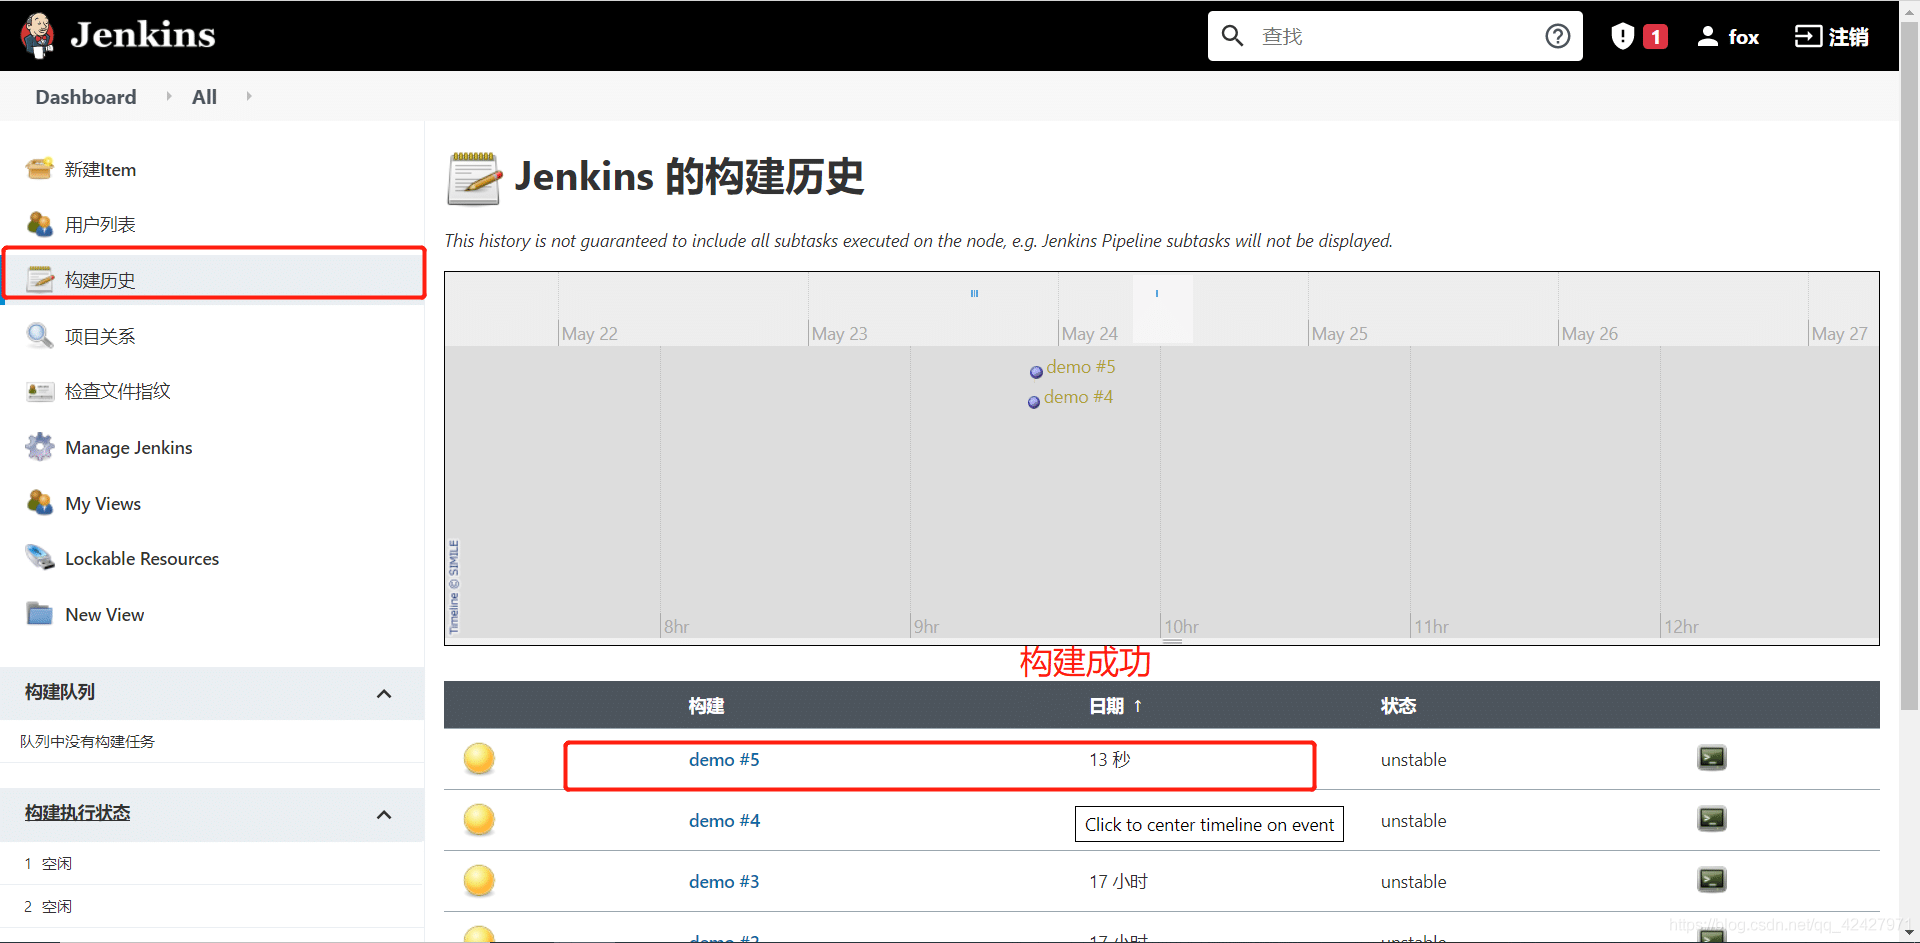 Jenkins
查找
1
fox
注销
Dashboard
All
新建Item
用户列表
构建历史
项目关系
检查文件指纹
Manage Jenkins
My Views
Lockable Resources
New View
构建队列
队列中没有构建任务
构建执行状态
1 空闲
2 空闲
Jenkins 的构建历史
This history is not guaranteed to include all subtasks executed on the node, e.g. Jenkins Pipeline subtasks will not be displayed.
May 22 May 23 May 24 May 25 May 26 May 27
demo #5
demo #4
Timeline © SIMILE
8hr 9hr 10hr 11hr 12hr
构建成功
构建 日期 ↑ 状态
demo #5 13 秒 unstable
demo #4 unstable
Click to center timeline on event
demo #3 17 小时 unstable
demo #2 17 小时 unstable
https://blog.csdn.net/qq_42427971